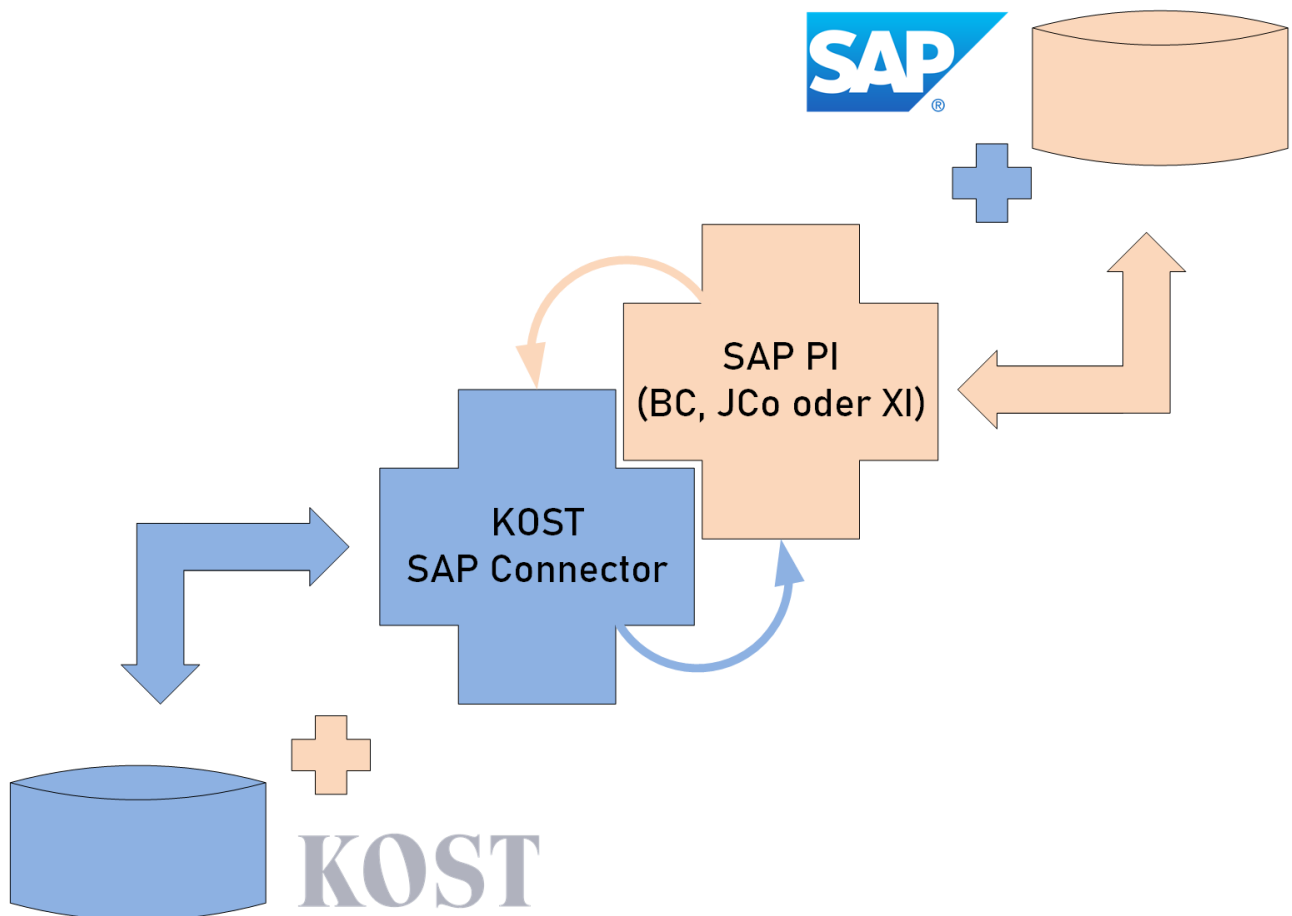 SAP
®
SAP PI
(BC, JCo oder XI)
KOST
SAP Connector
KOST